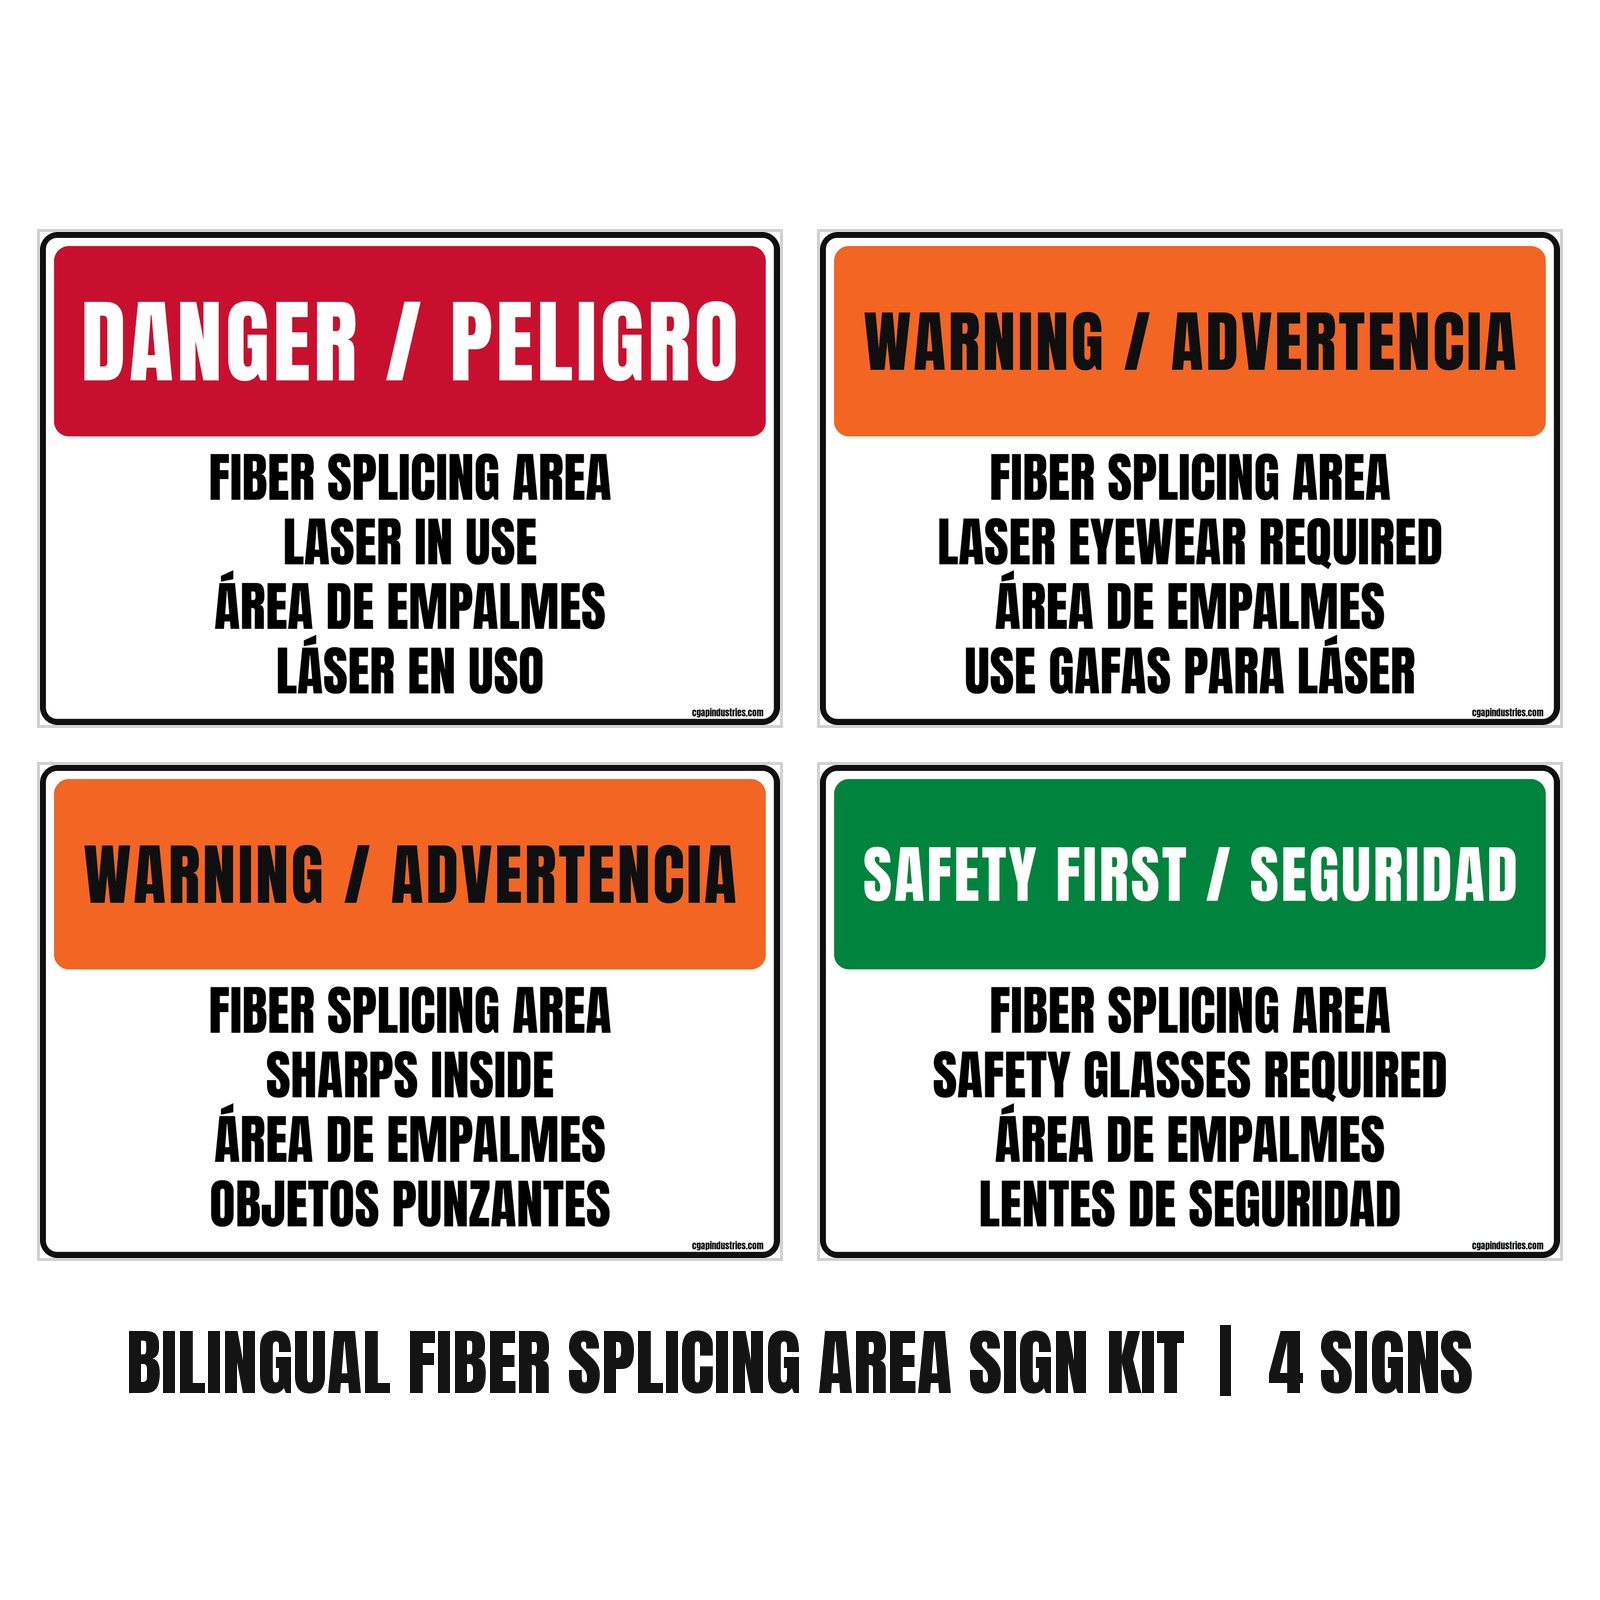 DANGER / PELIGRO
FIBER SPLICING AREA
LASER IN USE
ÁREA DE EMPALMES
LÁSER EN USO
cgapindustries.com
WARNING / ADVERTENCIA
FIBER SPLICING AREA
LASER EYEWEAR REQUIRED
ÁREA DE EMPALMES
USE GAFAS PARA LÁSER
cgapindustries.com
WARNING / ADVERTENCIA
FIBER SPLICING AREA
SHARPS INSIDE
ÁREA DE EMPALMES
OBJETOS PUNZANTES
cgapindustries.com
SAFETY FIRST / SEGURIDAD
FIBER SPLICING AREA
SAFETY GLASSES REQUIRED
ÁREA DE EMPALMES
LENTES DE SEGURIDAD
cgapindustries.com
BILINGUAL FIBER SPLICING AREA SIGN KIT | 4 SIGNS